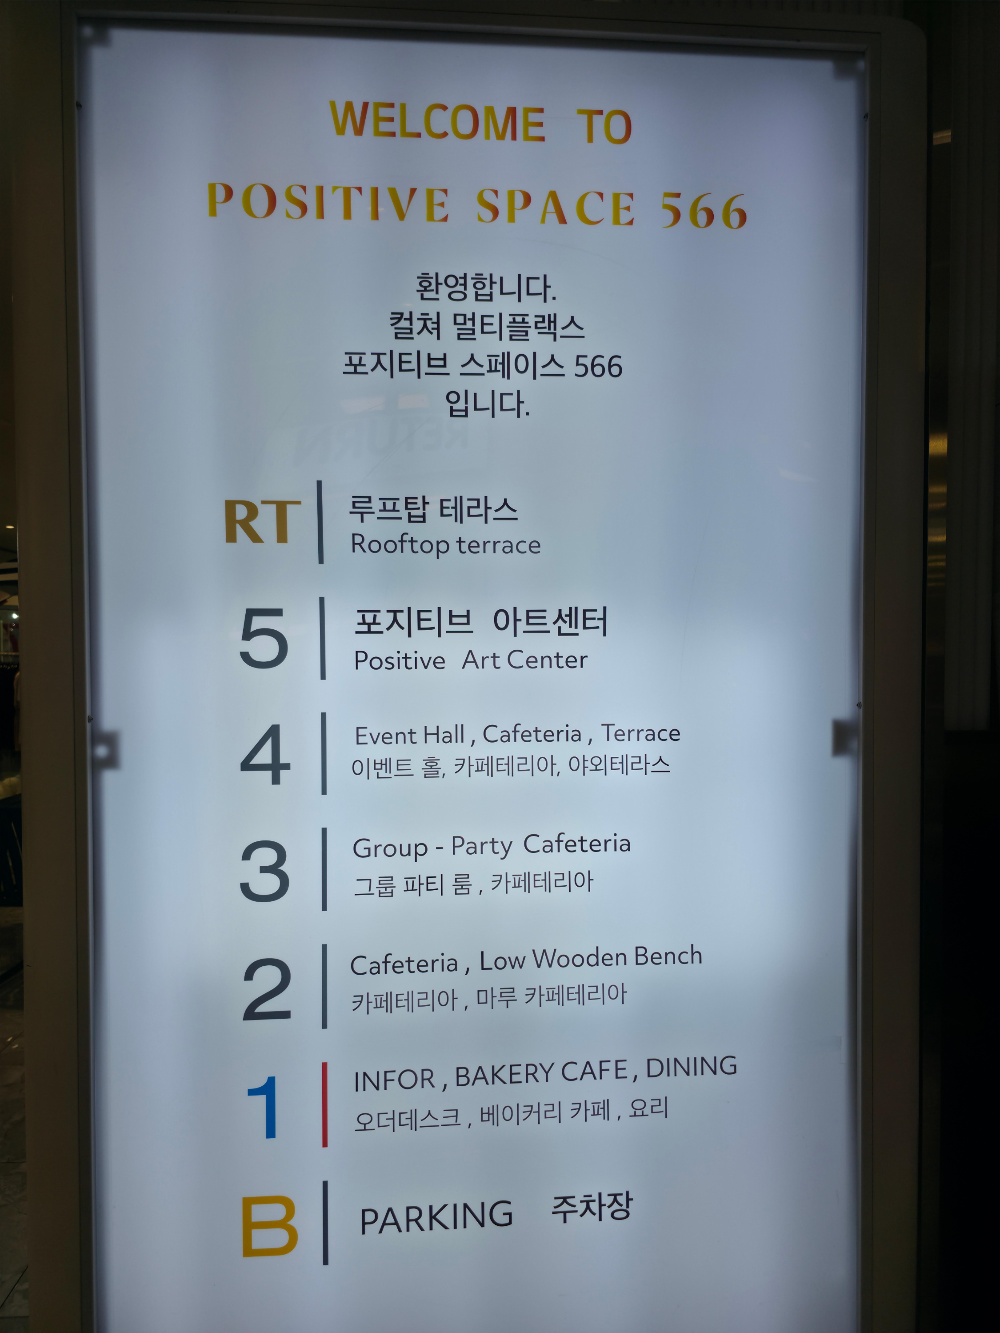 WELCOME TO
POSITIVE SPACE 566
환영합니다.
컬쳐 멀티플랙스
포지티브 스페이스 566
입니다.
RT
루프탑 테라스
Rooftop terrace
5
포지티브 아트센터
Positive Art Center
4
Event Hall , Cafeteria , Terrace
이벤트 홀, 카페테리아, 야외테라스
3
Group - Party Cafeteria
그룹 파티 룸 , 카페테리아
2
Cafeteria , Low Wooden Bench
카페테리아 , 마루 카페테리아
1
INFOR , BAKERY CAFE , DINING
오더데스크 , 베이커리 카페 , 요리
B
PARKING 주차장